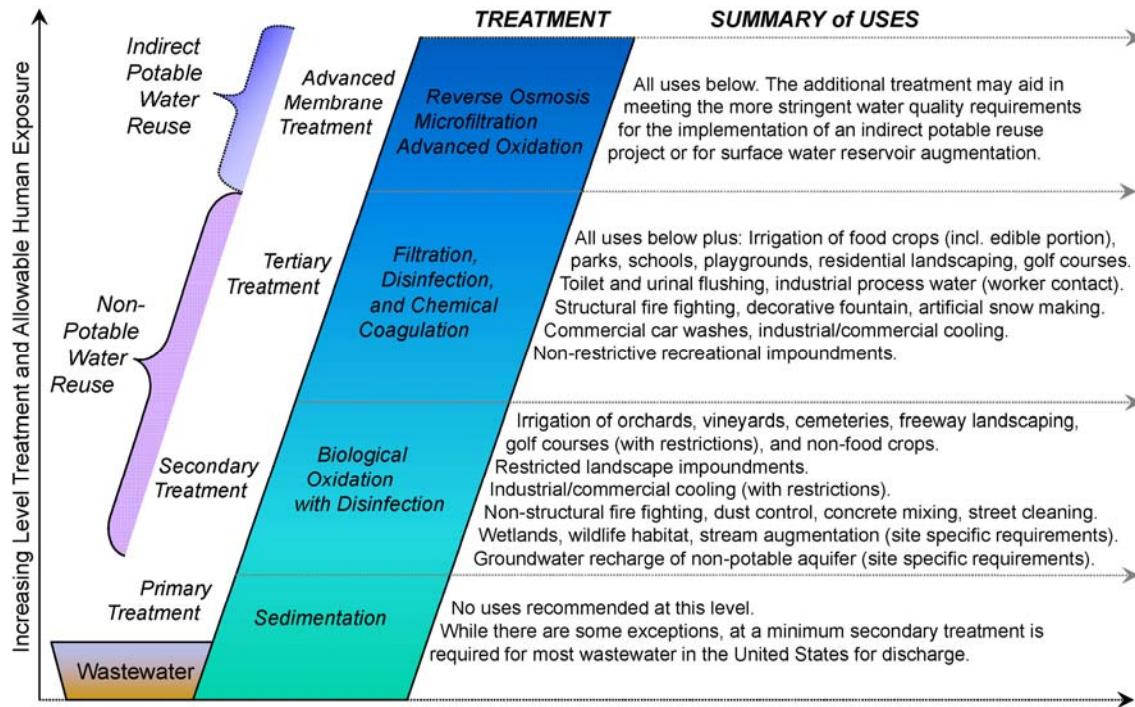 TREATMENT
SUMMARY of USES
Increasing Level Treatment and Allowable Human Exposure
Indirect
Potable
Water
Reuse
Advanced
Membrane
Treatment
Reverse Osmosis
Microfiltration
Advanced Oxidation
All uses below. The additional treatment may aid in
meeting the more stringent water quality requirements
for the implementation of an indirect potable reuse
project or for surface water reservoir augmentation.
Non-
Potable
Water
Reuse
Tertiary
Treatment
Filtration,
Disinfection,
and Chemical
Coagulation
All uses below plus: Irrigation of food crops (incl. edible portion),
parks, schools, playgrounds, residential landscaping, golf courses.
Toilet and urinal flushing, industrial process water (worker contact).
Structural fire fighting, decorative fountain, artificial snow making.
Commercial car washes, industrial/commercial cooling.
Non-restrictive recreational impoundments.
Secondary
Treatment
Biological
Oxidation
with Disinfection
Irrigation of orchards, vineyards, cemeteries, freeway landscaping,
golf courses (with restrictions), and non-food crops.
Restricted landscape impoundments.
Industrial/commercial cooling (with restrictions).
Non-structural fire fighting, dust control, concrete mixing, street cleaning.
Wetlands, wildlife habitat, stream augmentation (site specific requirements).
Groundwater recharge of non-potable aquifer (site specific requirements).
Primary
Treatment
Sedimentation
No uses recommended at this level.
While there are some exceptions, at a minimum secondary treatment is
required for most wastewater in the United States for discharge.
Wastewater